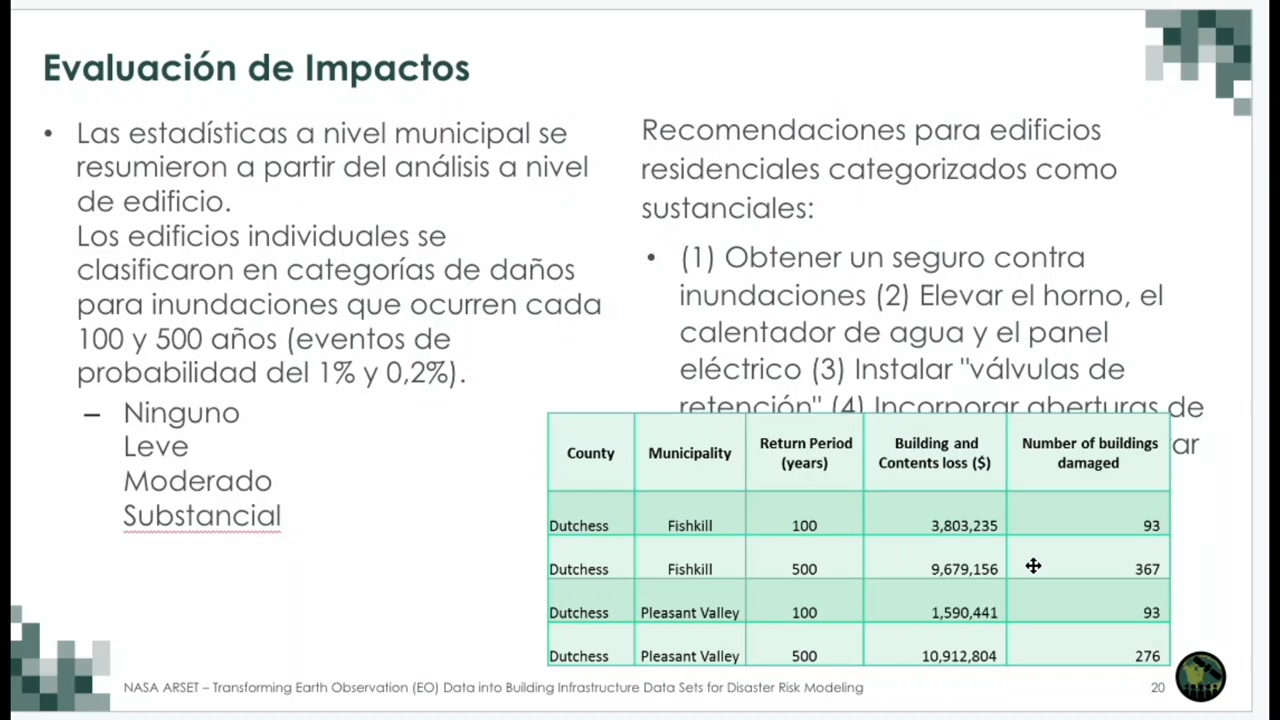 Evaluación de Impactos
• Las estadísticas a nivel municipal se
resumieron a partir del análisis a nivel
de edificio.
Los edificios individuales se
clasificaron en categorías de daños
para inundaciones que ocurren cada
100 y 500 años (eventos de
probabilidad del 1% y 0,2%).
– Ninguno
Leve
Moderado
Substancial
Recomendaciones para edificios
residenciales categorizados como
sustanciales:
• (1) Obtener un seguro contra
inundaciones (2) Elevar el horno, el
calentador de agua y el panel
eléctrico (3) Instalar "válvulas de
retención" (4) Incorporar aberturas de
County Municipality Return Period (years) Building and Contents loss ($) Number of buildings damaged
Dutchess Fishkill 100 3,803,235 93
Dutchess Fishkill 500 9,679,156 367
Dutchess Pleasant Valley 100 1,590,441 93
Dutchess Pleasant Valley 500 10,912,804 276
NASA ARSET – Transforming Earth Observation (EO) Data into Building Infrastructure Data Sets for Disaster Risk Modeling
20